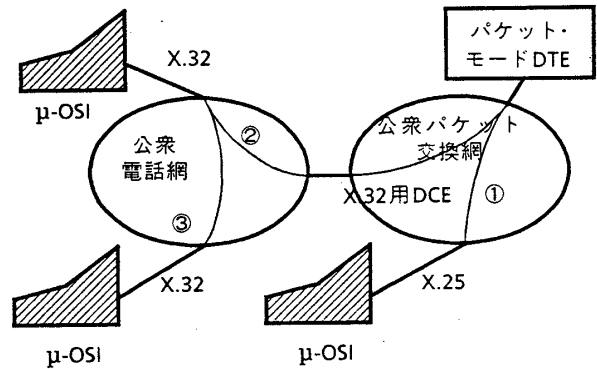 パケット・
モードDTE
X.32
μ-OSI
②
公衆
電話網
公衆パケット
交換網
X.32用DCE
①
③
X.32
X.25
μ-OSI
μ-OSI